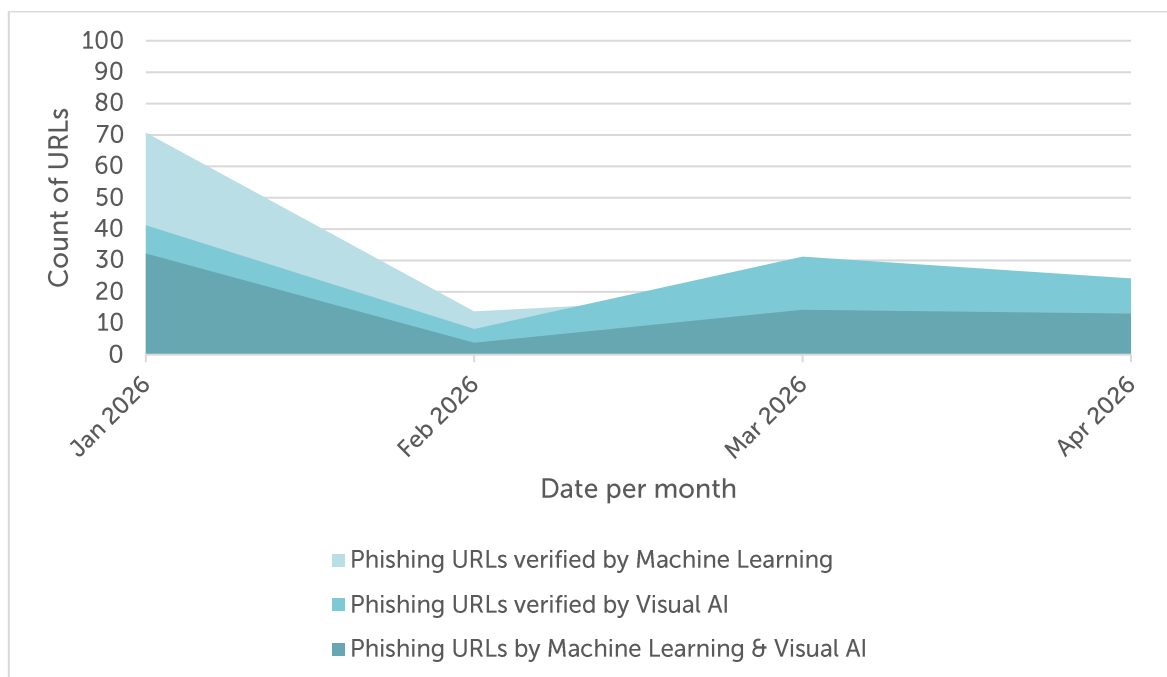 100
90
80
70
60
50
40
30
20
10
0
Count of URLs
Jan 2026
Feb 2026
Mar 2026
Apr 2026
Date per month
Phishing URLs verified by Machine Learning
Phishing URLs verified by Visual AI
Phishing URLs by Machine Learning & Visual AI